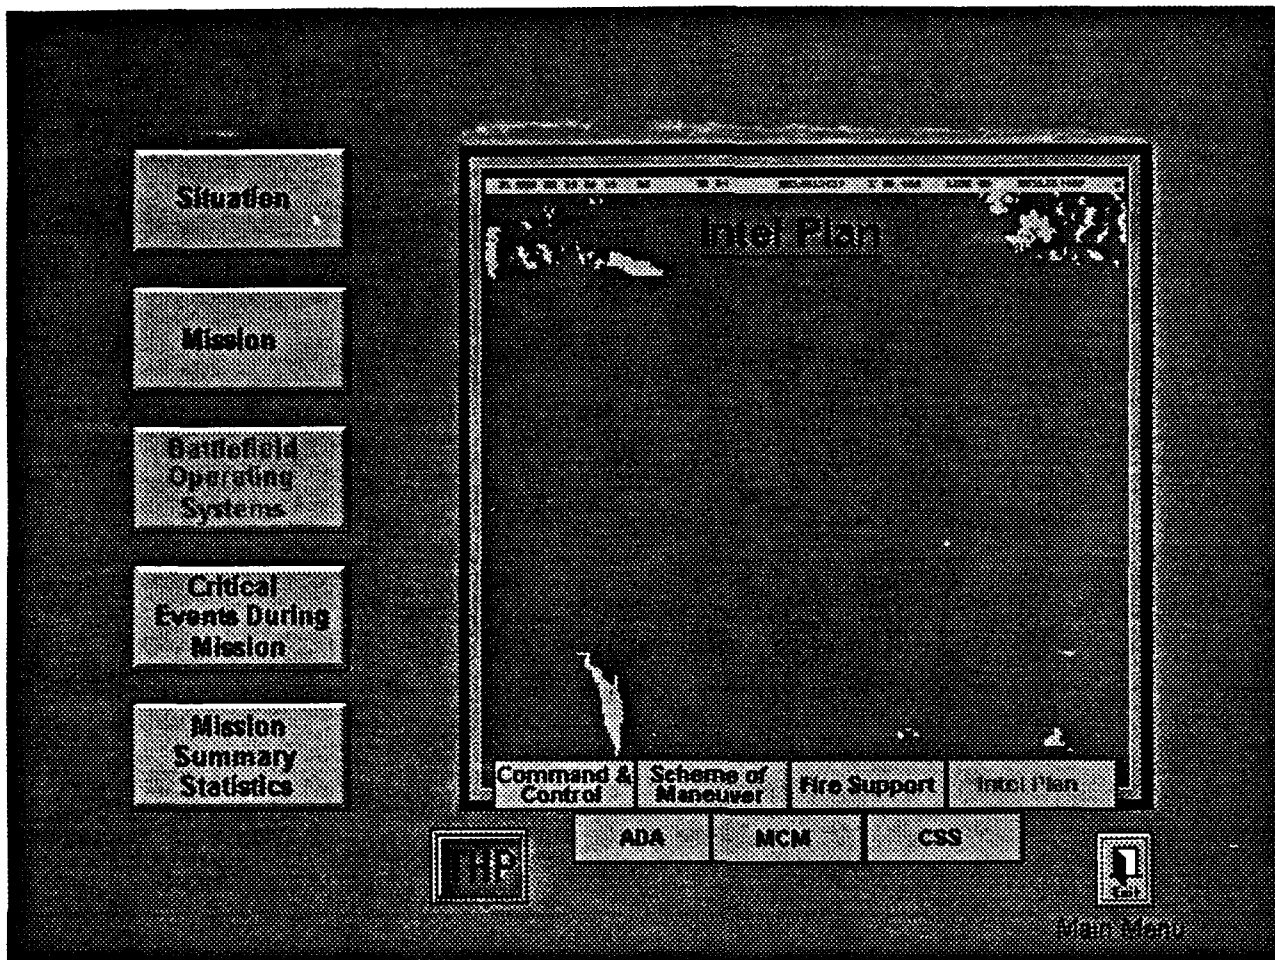 Situation
Mission
Battlefield
Operating
Systems
Critical
Events During
Mission
Mission
Summary
Statistics
Intel Plan
Command &
Control
Scheme of
Maneuver
Fire Support
Intel Plan
ADA
MCM
CSS
Exit
Main Menu